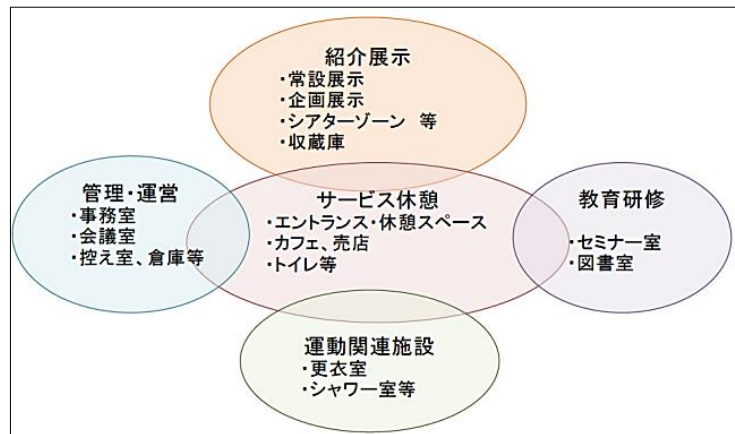 紹介展示
・常設展示
・企画展示
・シアターゾーン　等
・収蔵庫
管理・運営
・事務室
・会議室
・控え室、倉庫等
サービス休憩
・エントランス・休憩スペース
・カフェ、売店
・トイレ等
教育研修
・セミナー室
・図書室
運動関連施設
・更衣室
・シャワー室等